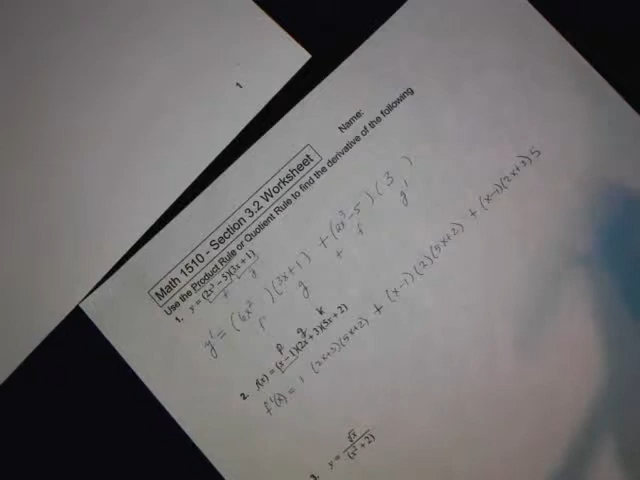 1
Name:
Math 1510 - Section 3.2 Worksheet
Use the Product Rule or Quotient Rule to find the derivative of the following
1. y = (2x³ - 5)(3x + 1)
f g
y' = (6x² )(3x+1) + (2x³-5)(3 )
f' g + f g'
f g k
2. f(x) = (x - 1)(2x + 3)(5x + 2)
f'(x) = 1 (2x+3)(5x+2) + (x-1)(2)(5x+2) + (x-1)(2x+3)5
3. y = √x / (x² + 2)